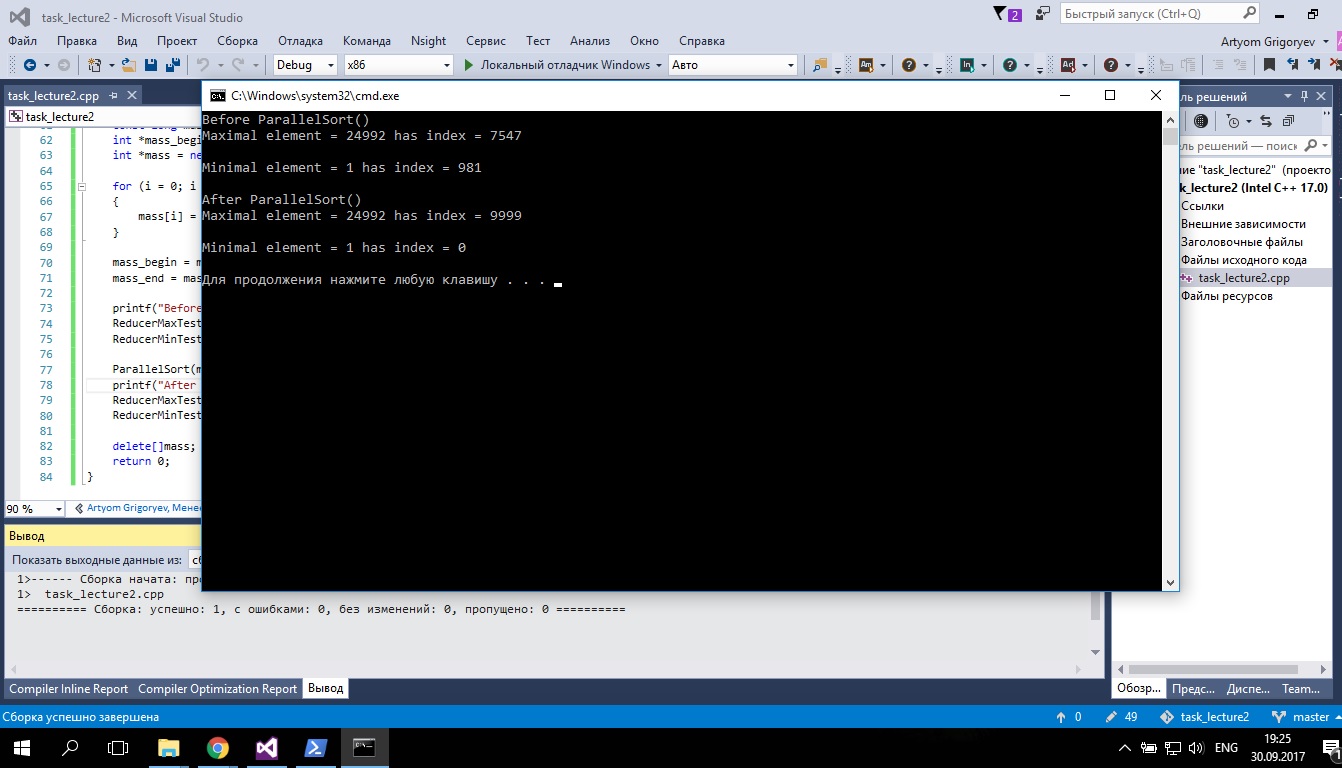 task_lecture2 - Microsoft Visual Studio
2
Быстрый запуск (Ctrl+Q)
Файл Правка Вид Проект Сборка Отладка Команда Nsight Сервис Тест Анализ Окно Справка
Artyom Grigoryev
Debug x86 Локальный отладчик Windows Авто
task_lecture2.cpp
task_lecture2
C:\Windows\system32\cmd.exe
Before ParallelSort()
Maximal element = 24992 has index = 7547
Minimal element = 1 has index = 981
After ParallelSort()
Maximal element = 24992 has index = 9999
Minimal element = 1 has index = 0
Для продолжения нажмите любую клавишу . . .
62 int *mass_begi
63 int *mass = ne
64
65 for (i = 0; i
66 {
67 mass[i] =
68 }
69
70 mass_begin = m
71 mass_end = mas
72
73 printf("Before
74 ReducerMaxTest
75 ReducerMinTest
76
77 ParallelSort(m
78 printf("After
79 ReducerMaxTest
80 ReducerMinTest
81
82 delete[]mass;
83 return 0;
84 }
90 %
Artyom Grigoryev, Мене
ль решений
ль решений — поиск
ние "task_lecture2" (проекто
k_lecture2 (Intel C++ 17.0)
Ссылки
Внешние зависимости
Заголовочные файлы
Файлы исходного кода
task_lecture2.cpp
Файлы ресурсов
Вывод
Показать выходные данные из: сб
1>------ Сборка начата: про
1> task_lecture2.cpp
========== Сборка: успешно: 1, с ошибками: 0, без изменений: 0, пропущено: 0 ==========
Compiler Inline Report Compiler Optimization Report Вывод
Обозр... Предс... Диспе... Team...
Сборка успешно завершена
0 49 task_lecture2 master
ENG
19:25
30.09.2017
1